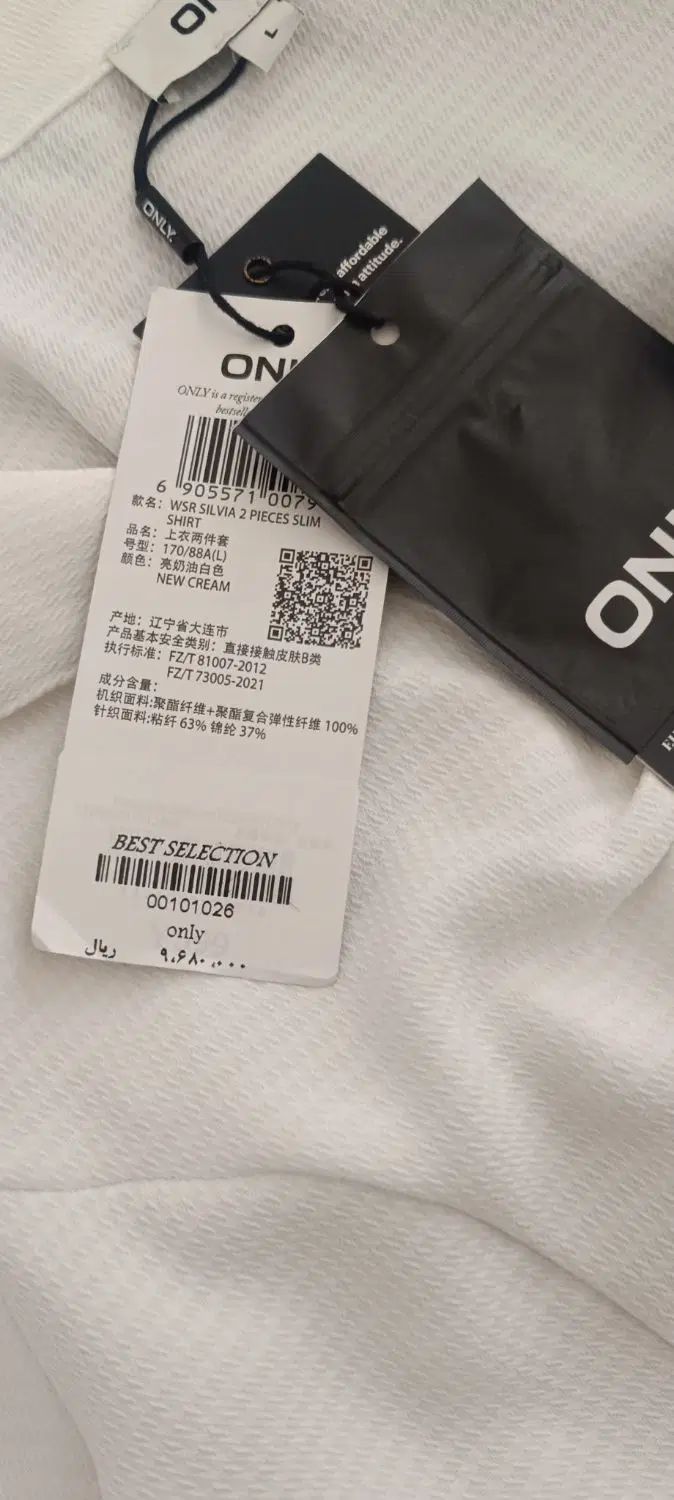 L
ONLY.
affordable
attitude.
ONLY is a
6 905571 0079
款名: WSR SILVIA 2 PIECES SLIM
SHIRT
品名: 上衣两件套
号型: 170/88A(L)
颜色: 亮奶油白色
NEW CREAM
产地: 辽宁省大连市
产品基本安全类别: 直接接触皮肤B类
执行标准: FZ/T 81007-2012
FZ/T 73005-2021
成分含量:
机织面料:聚酯纤维+聚酯复合弹性纤维 100%
针织面料:粘纤 63% 锦纶 37%
BEST SELECTION
00101026
only
۹،۶۸۰،۰۰۰ ریال